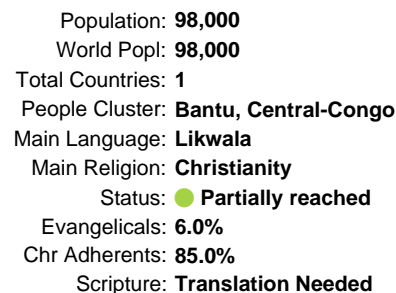 Population: 98,000
World Popl: 98,000
Total Countries: 1
People Cluster: Bantu, Central-Congo
Main Language: Likwala
Main Religion: Christianity
Status: Partially reached
Evangelicals: 6.0%
Chr Adherents: 85.0%
Scripture: Translation Needed